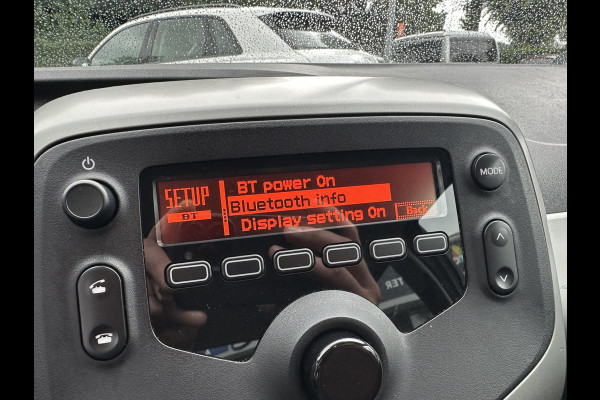 SETUP
BT
BT power On
Bluetooth info
Display setting On
Back
MODE